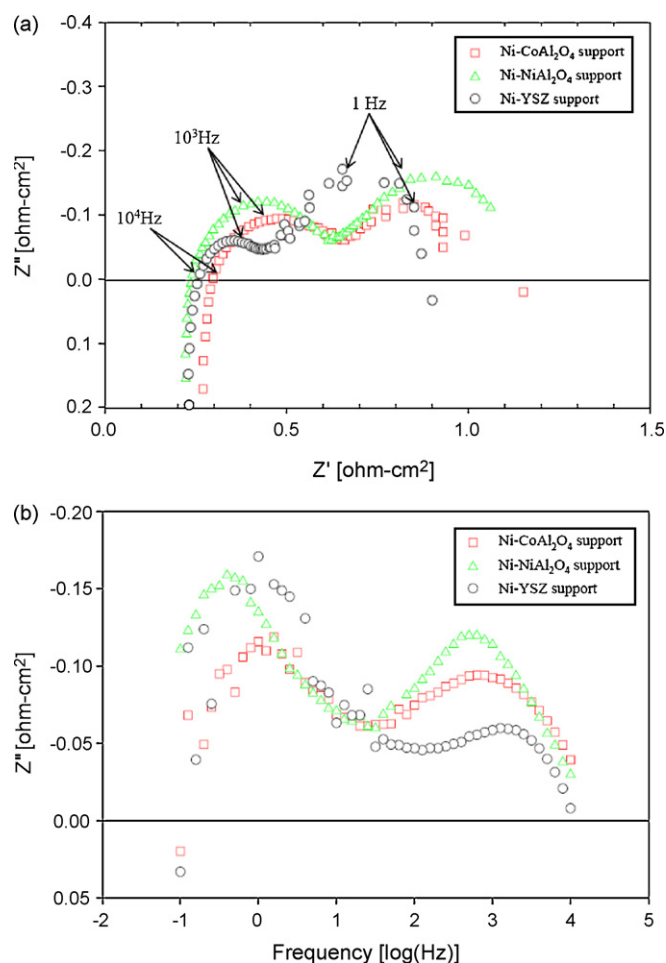 (a)
-0.4
-0.3
-0.2
-0.1
0.0
0.1
0.2
Z" [ohm-cm²]
Ni-CoAl₂O₄ support
Ni-NiAl₂O₄ support
Ni-YSZ support
10³Hz
1 Hz
10⁴Hz
0.0 0.5 1.0 1.5
Z' [ohm-cm²]
(b)
-0.20
-0.15
-0.10
-0.05
0.00
0.05
Z" [ohm-cm²]
Ni-CoAl₂O₄ support
Ni-NiAl₂O₄ support
Ni-YSZ support
-2 -1 0 1 2 3 4 5
Frequency [log(Hz)]